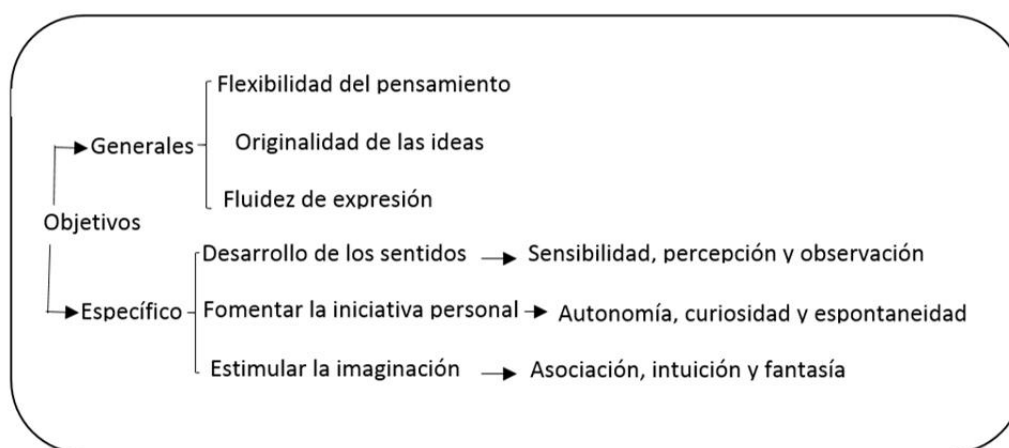 Flexibilidad del pensamiento
Generales
Originalidad de las ideas
Fluidez de expresión
Objetivos
Desarrollo de los sentidos
Sensibilidad, percepción y observación
Específico
Fomentar la iniciativa personal
Autonomía, curiosidad y espontaneidad
Estimular la imaginación
Asociación, intuición y fantasía